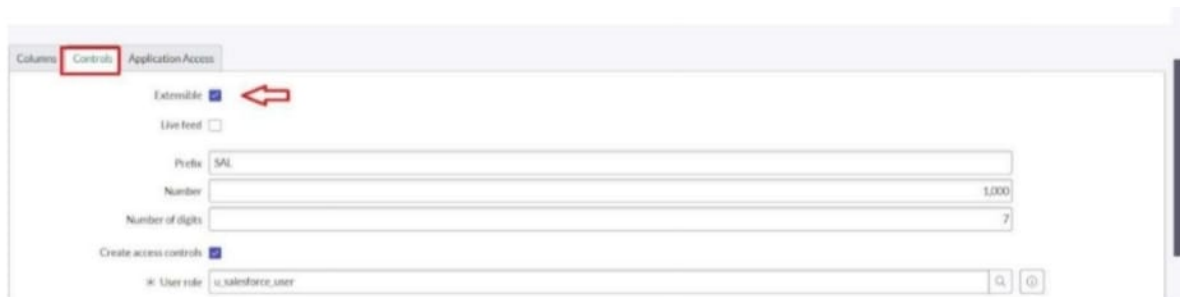 Columns Controls Application Access
Extensible
Live feed
Prefix SAL
Number 1,000
Number of digits 7
Create access controls
User role u_salesforce_user